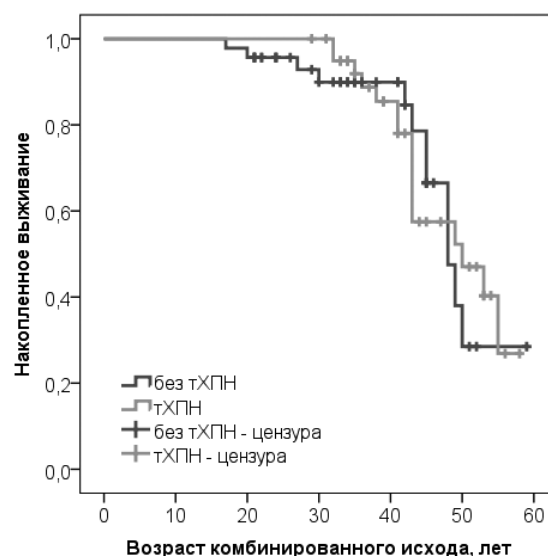 Накопленное выживание
1,0
0,8
0,6
0,4
0,2
0,0
без тХПН
тХПН
без тХПН - цензура
тХПН - цензура
0 10 20 30 40 50 60
Возраст комбинированного исхода, лет